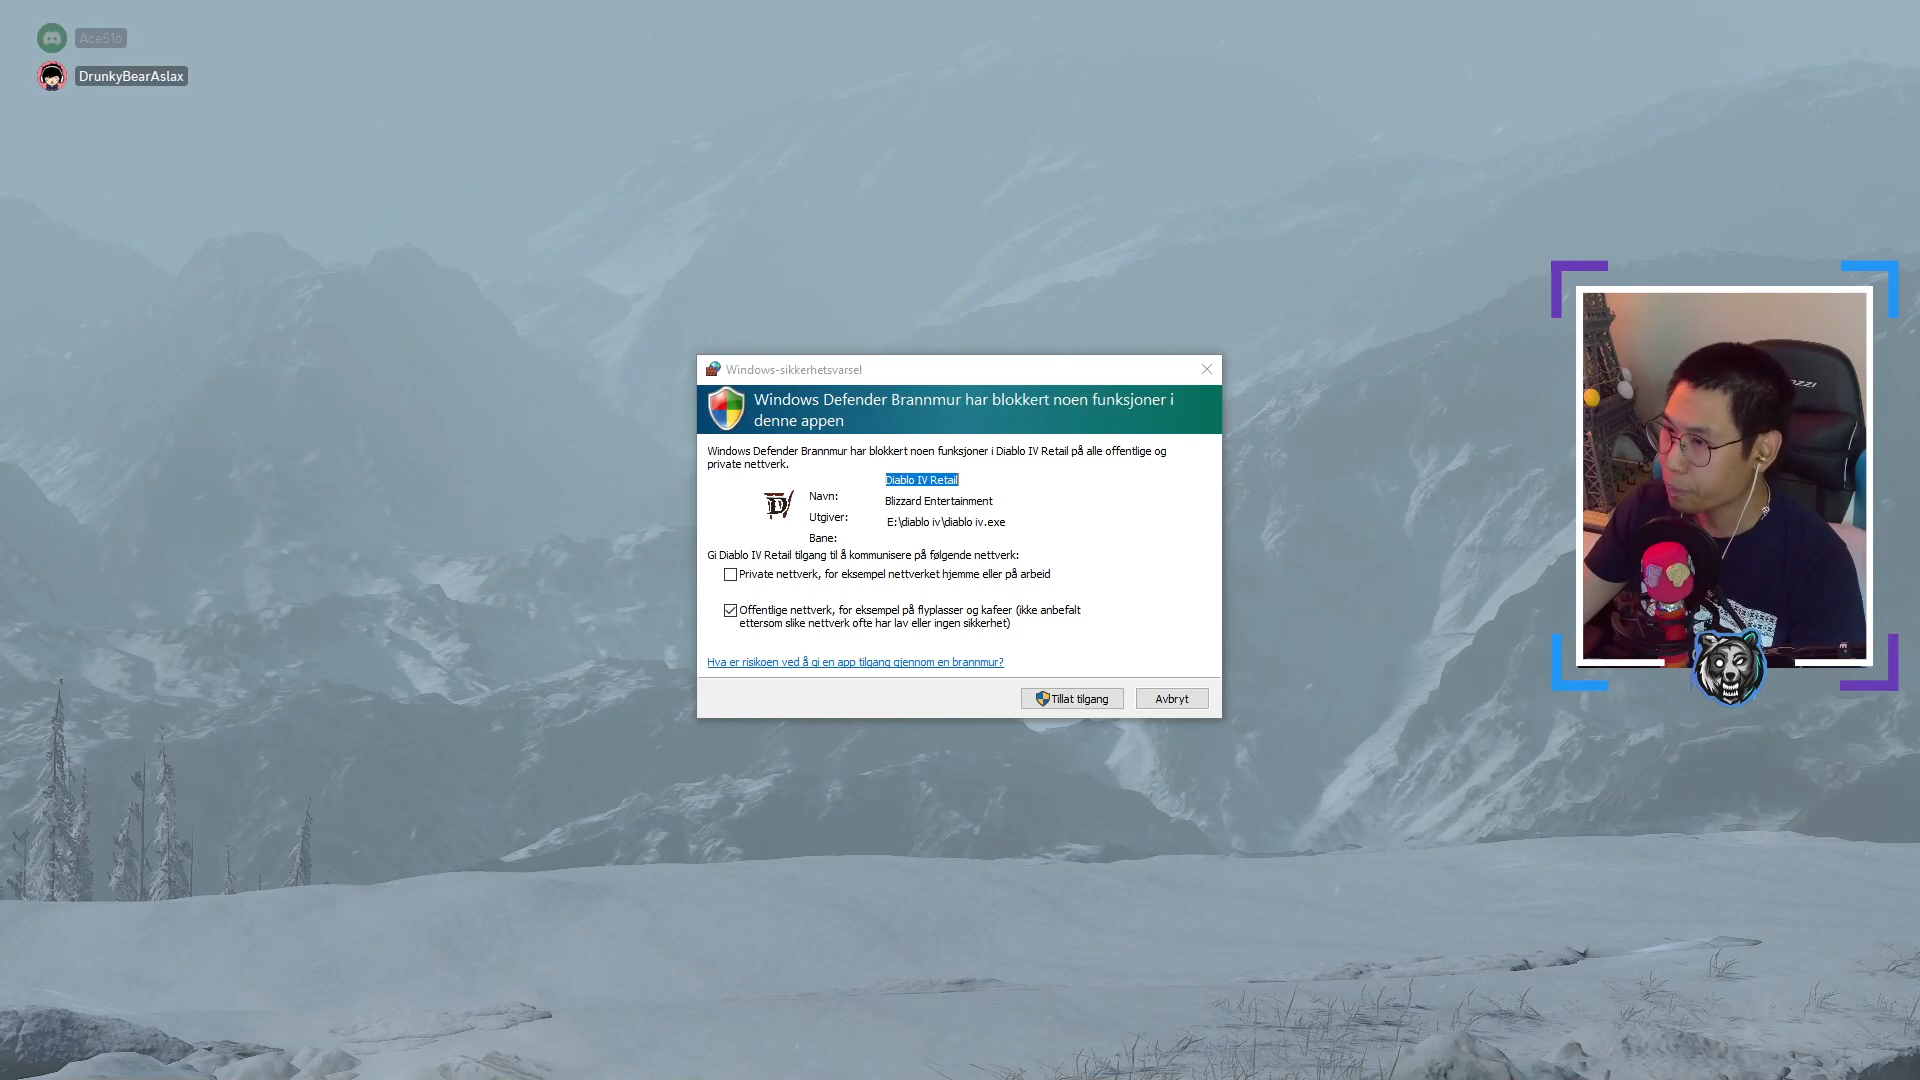 Ace516
DrunkyBearAslax
Windows-sikkerhetsvarsel
Windows Defender Brannmur har blokkert noen funksjoner i
denne appen
Windows Defender Brannmur har blokkert noen funksjoner i Diablo IV Retail på alle offentlige og
private nettverk.
Navn: Diablo IV Retail
Utgiver: Blizzard Entertainment
Bane: E:\diablo iv\diablo iv.exe
Gi Diablo IV Retail tilgang til å kommunisere på følgende nettverk:
Private nettverk, for eksempel nettverket hjemme eller på arbeid
Offentlige nettverk, for eksempel på flyplasser og kafeer (ikke anbefalt
ettersom slike nettverk ofte har lav eller ingen sikkerhet)
Hva er risikoen ved å gi en app tilgang gjennom en brannmur?
Tillat tilgang
Avbryt